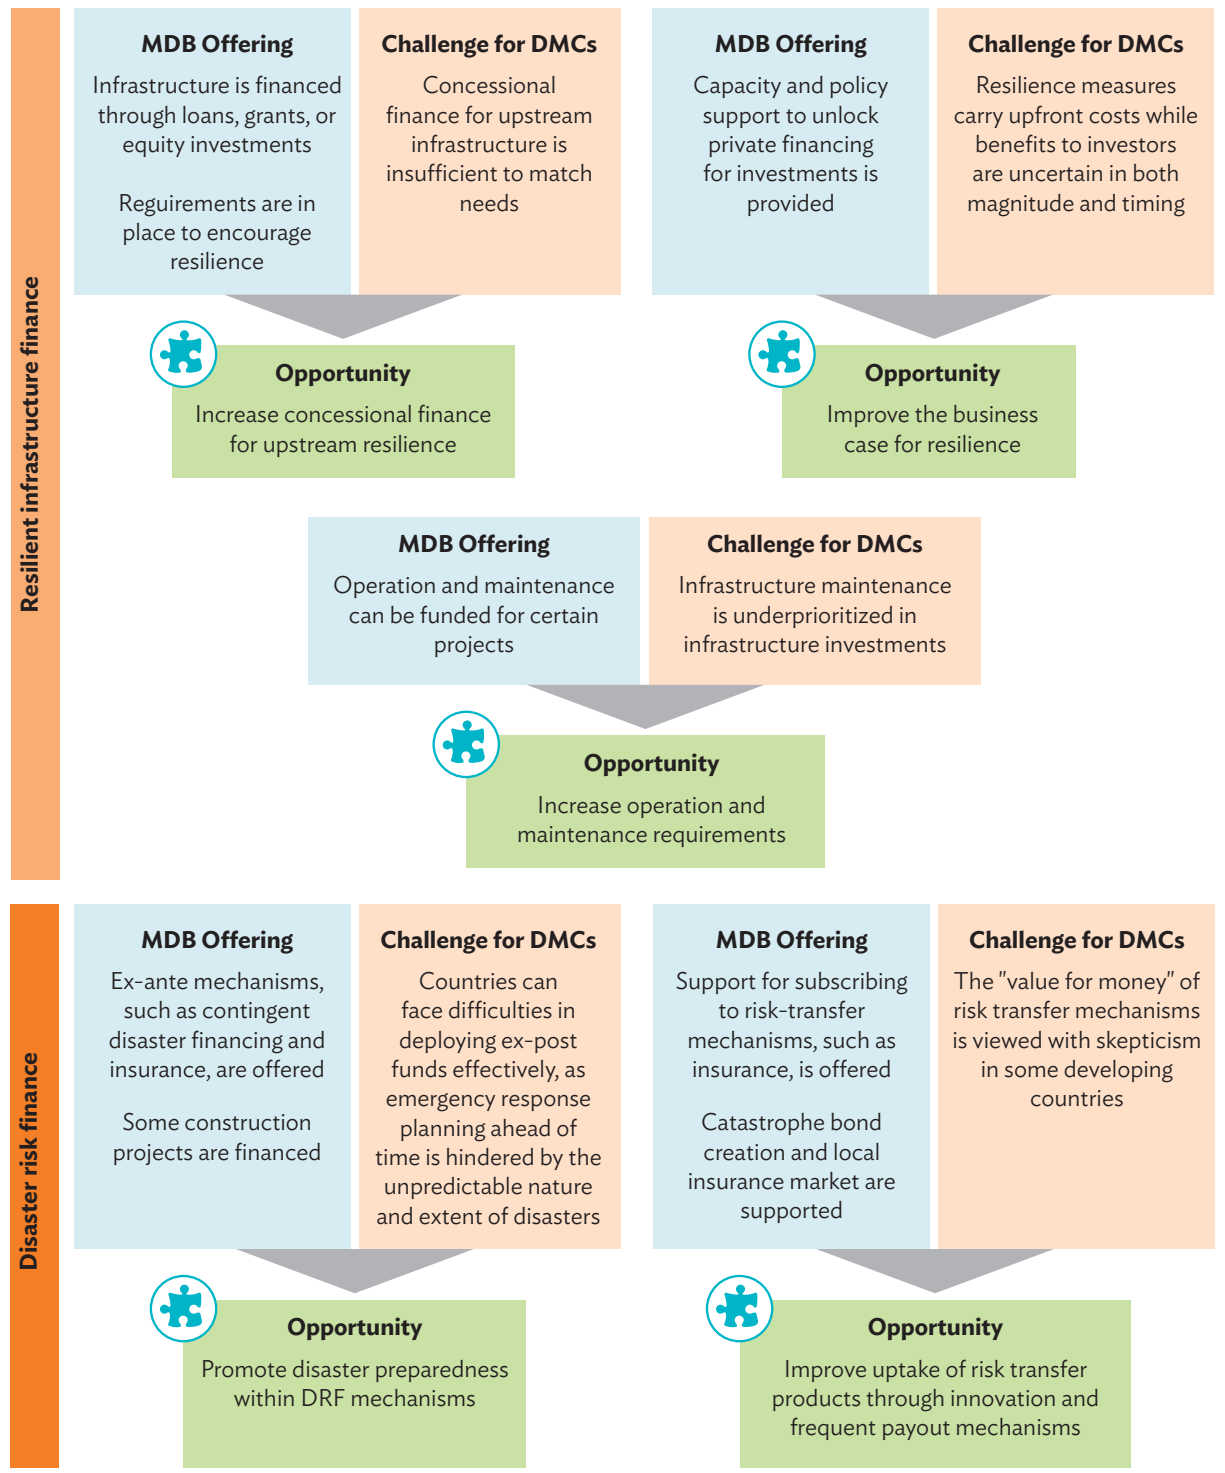 Resilient infrastructure finance
MDB Offering
Infrastructure is financed
through loans, grants, or
equity investments
Reguirements are in
place to encourage
resilience
Challenge for DMCs
Concessional
finance for upstream
infrastructure is
insufficient to match
needs
Opportunity
Increase concessional finance
for upstream resilience
MDB Offering
Capacity and policy
support to unlock
private financing
for investments is
provided
Challenge for DMCs
Resilience measures
carry upfront costs while
benefits to investors
are uncertain in both
magnitude and timing
Opportunity
Improve the business
case for resilience
MDB Offering
Operation and maintenance
can be funded for certain
projects
Challenge for DMCs
Infrastructure maintenance
is underprioritized in
infrastructure investments
Opportunity
Increase operation and
maintenance requirements
Disaster risk finance
MDB Offering
Ex-ante mechanisms,
such as contingent
disaster financing and
insurance, are offered
Some construction
projects are financed
Challenge for DMCs
Countries can
face difficulties in
deploying ex-post
funds effectively, as
emergency response
planning ahead of
time is hindered by the
unpredictable nature
and extent of disasters
Opportunity
Promote disaster preparedness
within DRF mechanisms
MDB Offering
Support for subscribing
to risk-transfer
mechanisms, such as
insurance, is offered
Catastrophe bond
creation and local
insurance market are
supported
Challenge for DMCs
The "value for money" of
risk transfer mechanisms
is viewed with skepticism
in some developing
countries
Opportunity
Improve uptake of risk transfer
products through innovation and
frequent payout mechanisms